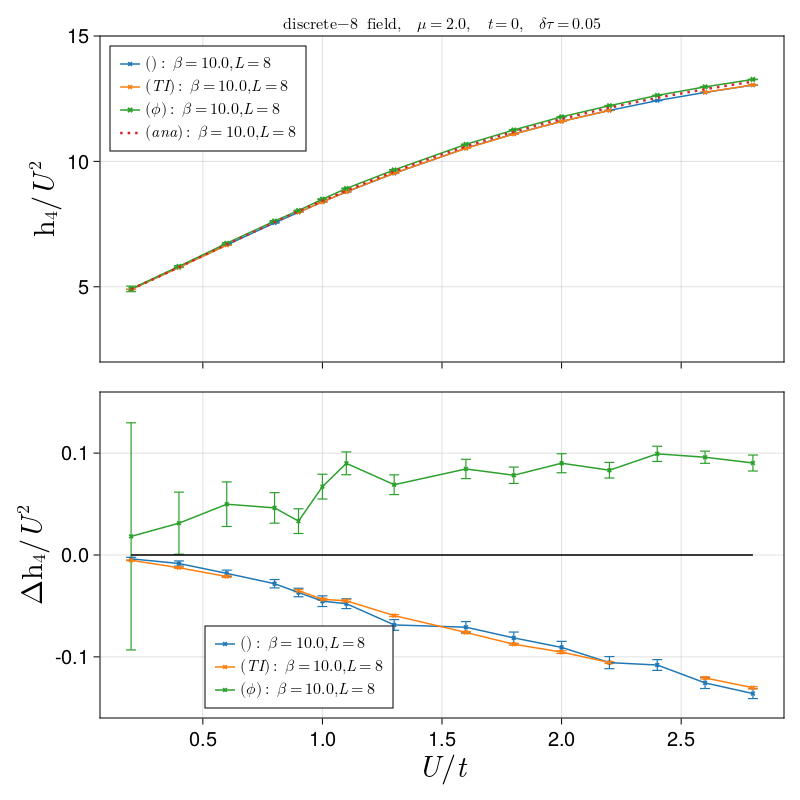 discrete−8 field, μ = 2.0, t = 0, δτ = 0.05
15
10
5
h₄/U²
() : β = 10.0,L = 8
(TI) : β = 10.0,L = 8
(ϕ) : β = 10.0,L = 8
(ana) : β = 10.0,L = 8
0.1
0.0
-0.1
Δh₄/U²
() : β = 10.0,L = 8
(TI) : β = 10.0,L = 8
(ϕ) : β = 10.0,L = 8
0.5 1.0 1.5 2.0 2.5
U/t